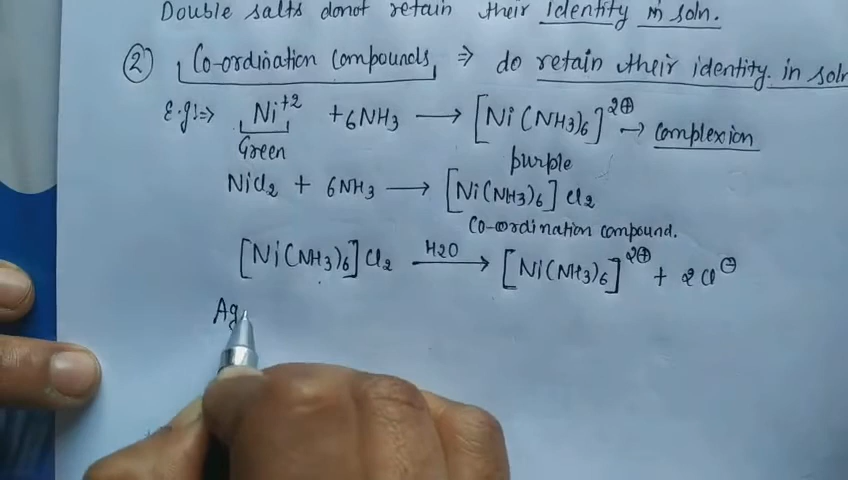 Double salts donot retain their identity in soln.
② Co-ordination Compounds ⇒ do retain their identity. in soln
E.g!⇒ Ni⁺² + 6NH₃ → [Ni(NH₃)₆]²⊕ → complexion
Green purple
NiCl₂ + 6NH₃ → [Ni(NH₃)₆]Cl₂
Co-ordination compound.
[Ni(NH₃)₆]Cl₂ H₂O → [Ni(NH₃)₆]²⊕ + 2Cl⊖
Ag